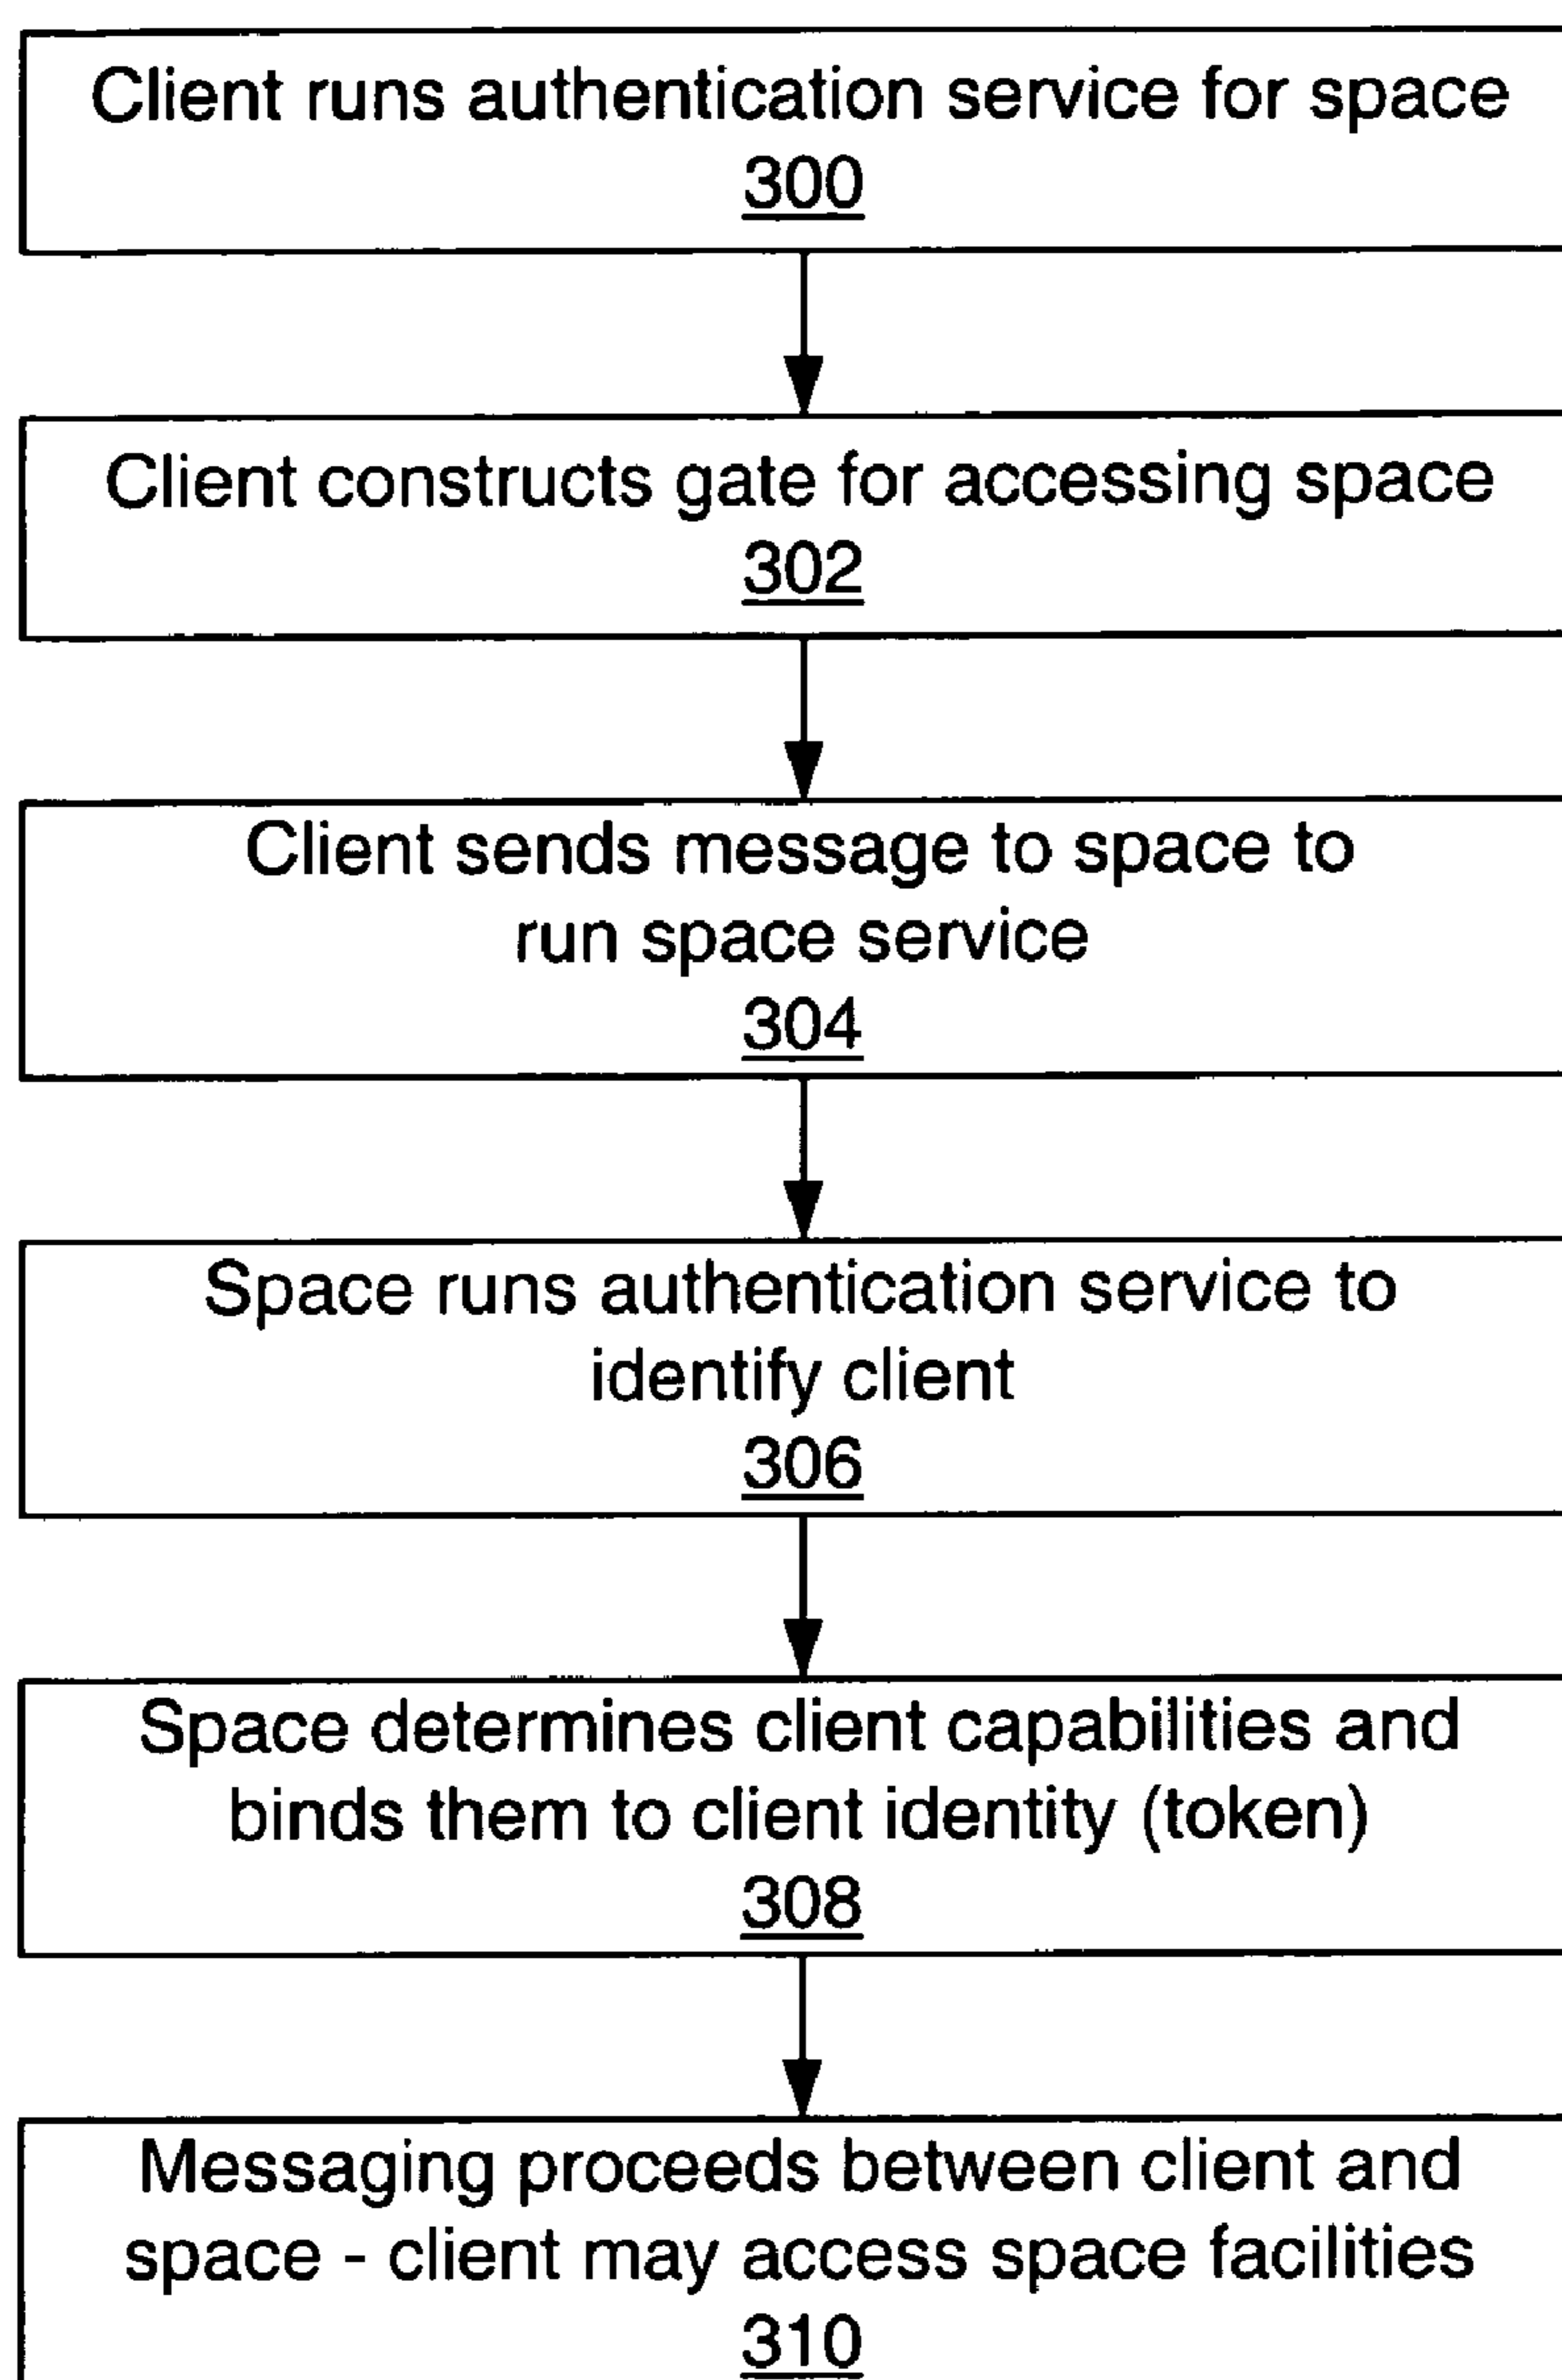 Client runs authentication service for space
300
Client constructs gate for accessing space
302
Client sends message to space to
run space service
304
Space runs authentication service to
identify client
306
Space determines client capabilities and
binds them to client identity (token)
308
Messaging proceeds between client and
space - client may access space facilities
310